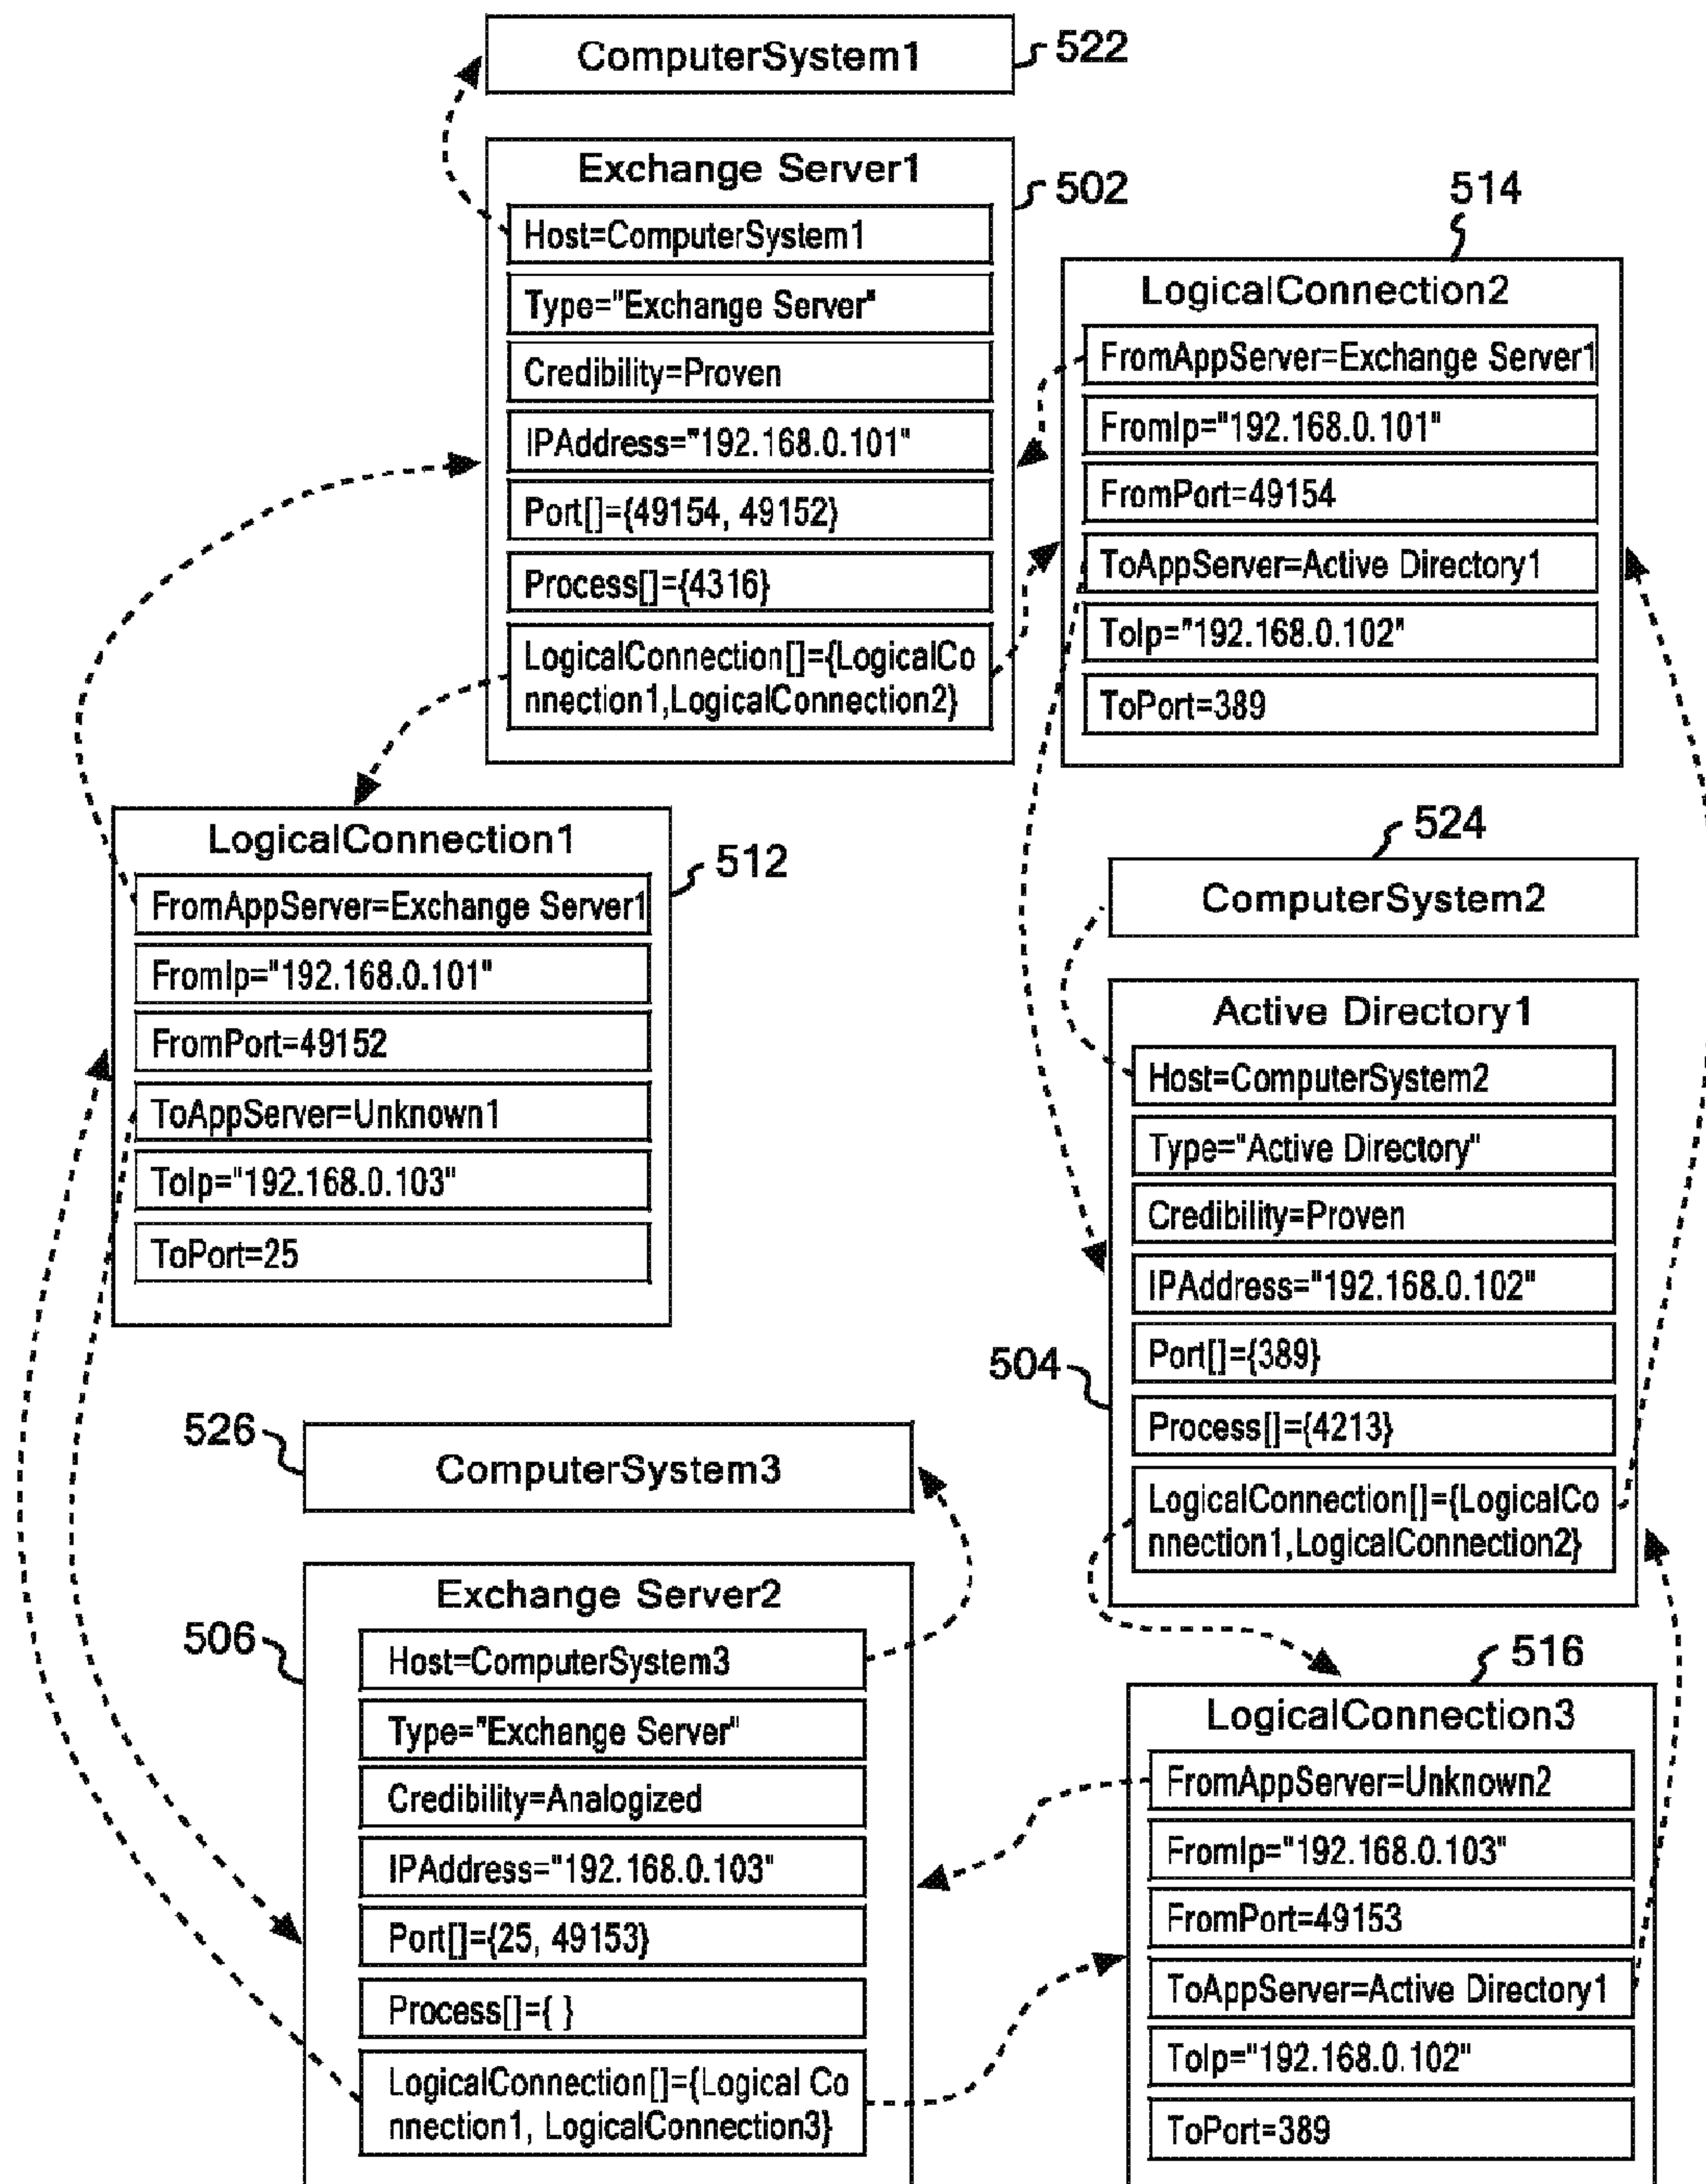 ComputerSystem1
522
Exchange Server1
502
Host=ComputerSystem1
Type="Exchange Server"
Credibility=Proven
IPAddress="192.168.0.101"
Port[]={49154, 49152}
Process[]={4316}
LogicalConnection[]={LogicalCo
nnection1,LogicalConnection2}
514
LogicalConnection2
FromAppServer=Exchange Server1
FromIp="192.168.0.101"
FromPort=49154
ToAppServer=Active Directory1
ToIp="192.168.0.102"
ToPort=389
LogicalConnection1
512
FromAppServer=Exchange Server1
FromIp="192.168.0.101"
FromPort=49152
ToAppServer=Unknown1
ToIp="192.168.0.103"
ToPort=25
524
ComputerSystem2
Active Directory1
504
Host=ComputerSystem2
Type="Active Directory"
Credibility=Proven
IPAddress="192.168.0.102"
Port[]={389}
Process[]={4213}
LogicalConnection[]={LogicalCo
nnection1,LogicalConnection2}
526
ComputerSystem3
Exchange Server2
506
Host=ComputerSystem3
Type="Exchange Server"
Credibility=Analogized
IPAddress="192.168.0.103"
Port[]={25, 49153}
Process[]={ }
LogicalConnection[]={Logical Co
nnection1, LogicalConnection3}
516
LogicalConnection3
FromAppServer=Unknown2
FromIp="192.168.0.103"
FromPort=49153
ToAppServer=Active Directory1
ToIp="192.168.0.102"
ToPort=389